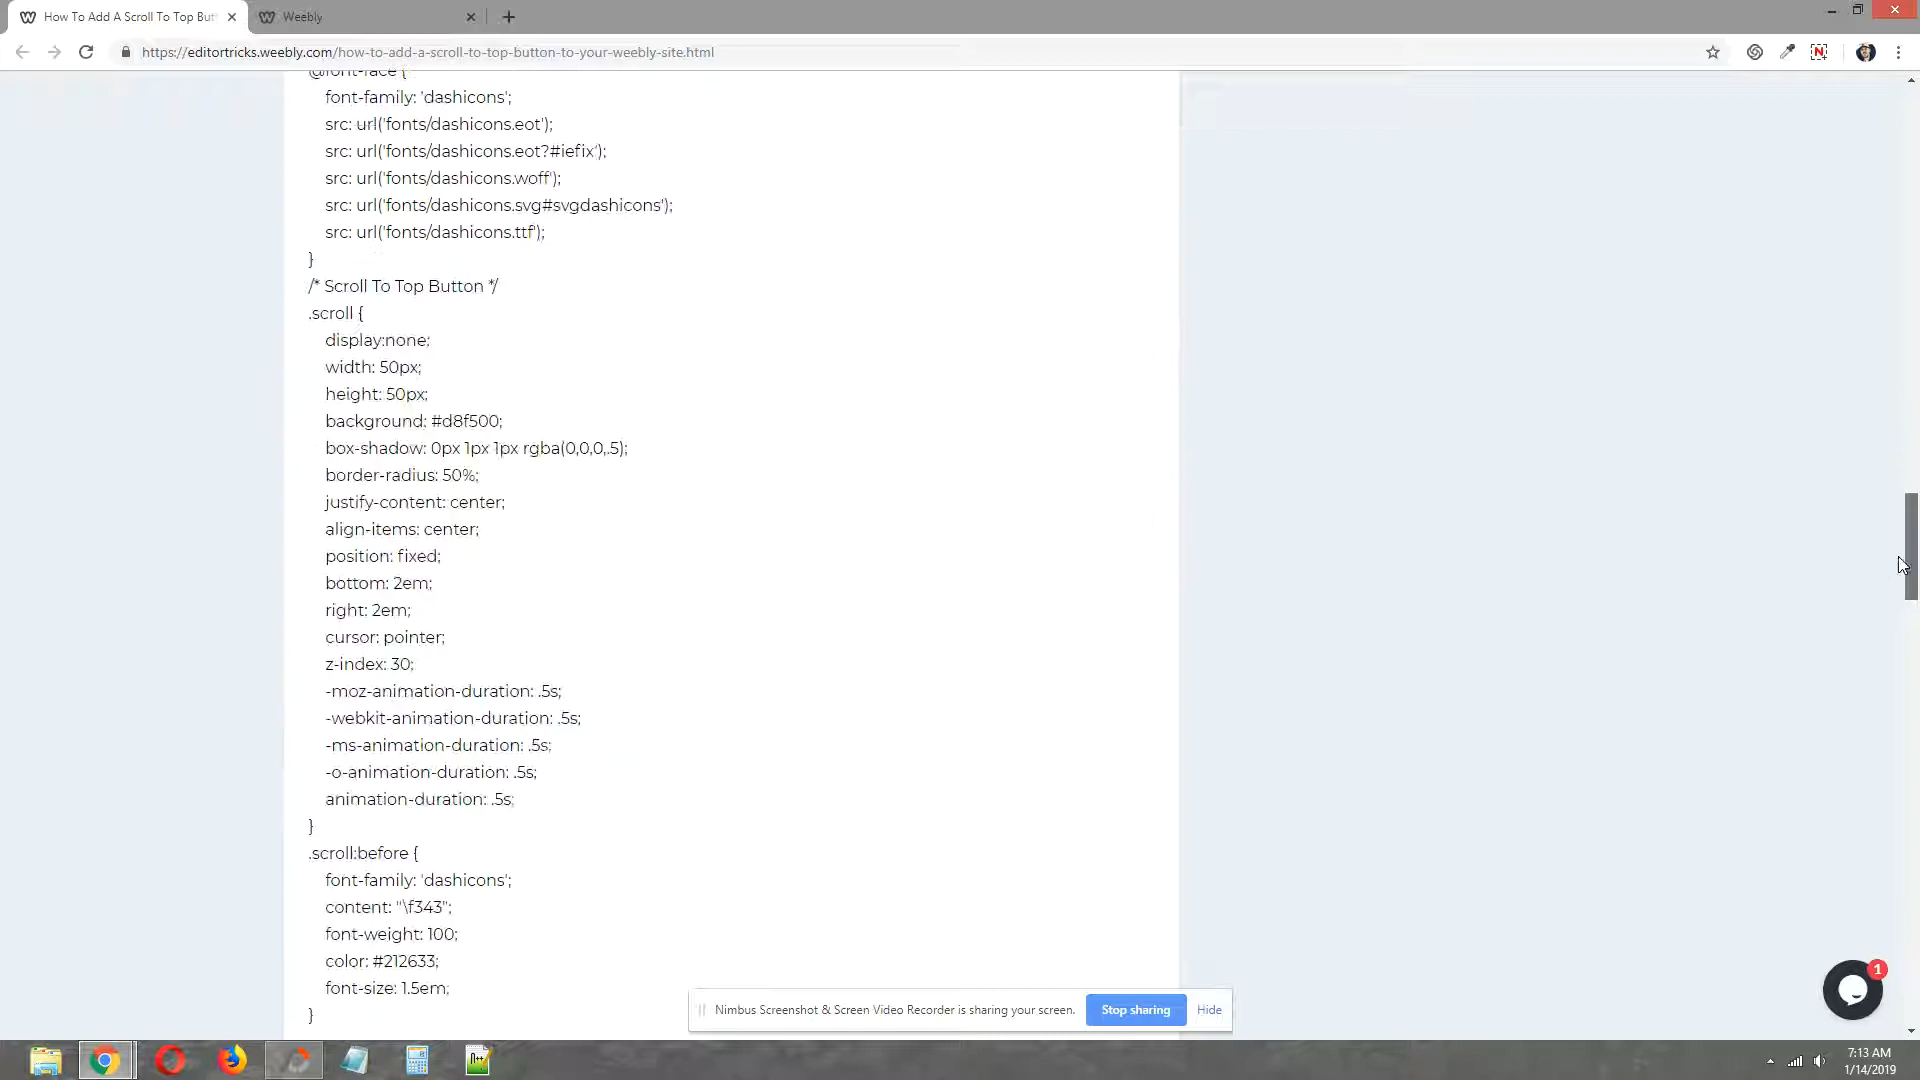 How To Add A Scroll To Top But
Weebly
https://editortricks.weebly.com/how-to-add-a-scroll-to-top-button-to-your-weebly-site.html
@font-face {
font-family: 'dashicons';
src: url('fonts/dashicons.eot');
src: url('fonts/dashicons.eot?#iefix');
src: url('fonts/dashicons.woff');
src: url('fonts/dashicons.svg#svgdashicons');
src: url('fonts/dashicons.ttf');
}
/* Scroll To Top Button */
.scroll {
display:none;
width: 50px;
height: 50px;
background: #d8f500;
box-shadow: 0px 1px 1px rgba(0,0,0,.5);
border-radius: 50%;
justify-content: center;
align-items: center;
position: fixed;
bottom: 2em;
right: 2em;
cursor: pointer;
z-index: 30;
-moz-animation-duration: .5s;
-webkit-animation-duration: .5s;
-ms-animation-duration: .5s;
-o-animation-duration: .5s;
animation-duration: .5s;
}
.scroll:before {
font-family: 'dashicons';
content: "\f343";
font-weight: 100;
color: #212633;
font-size: 1.5em;
}
1
Nimbus Screenshot & Screen Video Recorder is sharing your screen.
Stop sharing
Hide
7:13 AM
1/14/2019